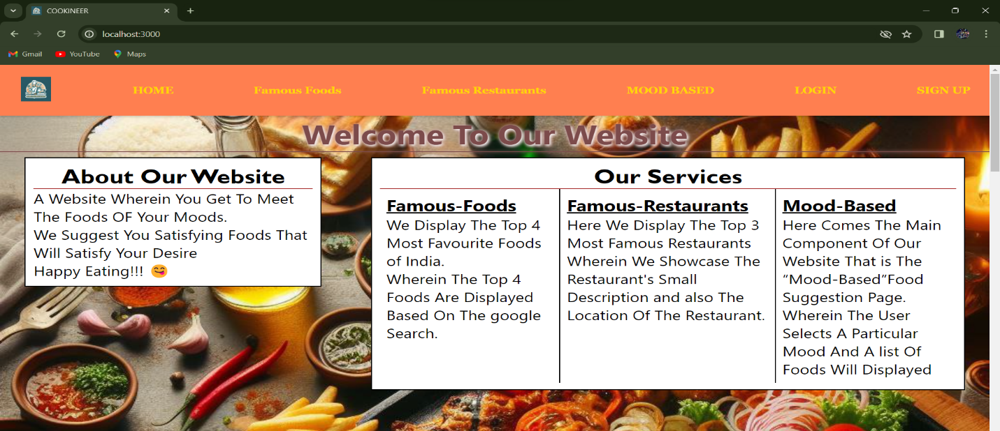 COOKINEER
localhost:3000
Gmail YouTube Maps
HOME Famous Foods Famous Restaurants MOOD BASED LOGIN SIGN UP
Welcome To Our Website
About Our Website
A Website Wherein You Get To Meet
The Foods OF Your Moods.
We Suggest You Satisfying Foods That
Will Satisfy Your Desire
Happy Eating!!! 😋
Our Services
Famous-Foods
We Display The Top 4
Most Favourite Foods
of India.
Wherein The Top 4
Foods Are Displayed
Based On The google
Search.
Famous-Restaurants
Here We Display The Top 3
Most Famous Restaurants
Wherein We Showcase The
Restaurant's Small
Description and also The
Location Of The Restaurant.
Mood-Based
Here Comes The Main
Component Of Our
Website That is The
“Mood-Based”Food
Suggestion Page.
Wherein The User
Selects A Particular
Mood And A list Of
Foods Will Displayed